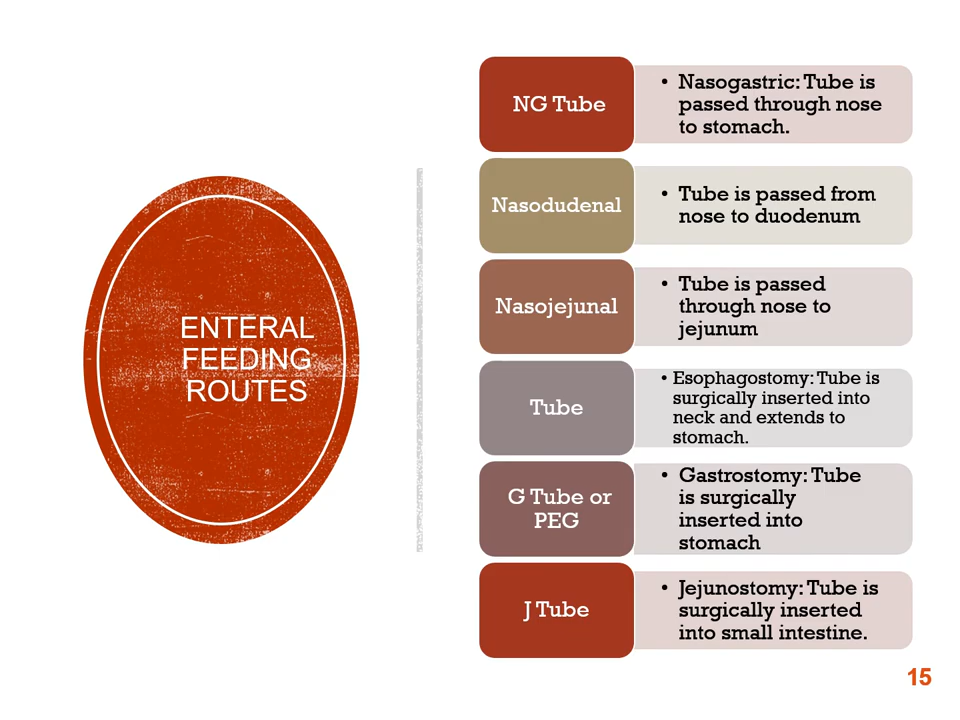 ENTERAL
FEEDING
ROUTES
NG Tube
• Nasogastric: Tube is
passed through nose
to stomach.
Nasodudenal
• Tube is passed from
nose to duodenum
Nasojejunal
• Tube is passed
through nose to
jejunum
Tube
• Esophagostomy: Tube is
surgically inserted into
neck and extends to
stomach.
G Tube or
PEG
• Gastrostomy: Tube
is surgically
inserted into
stomach
J Tube
• Jejunostomy: Tube is
surgically inserted
into small intestine.
15